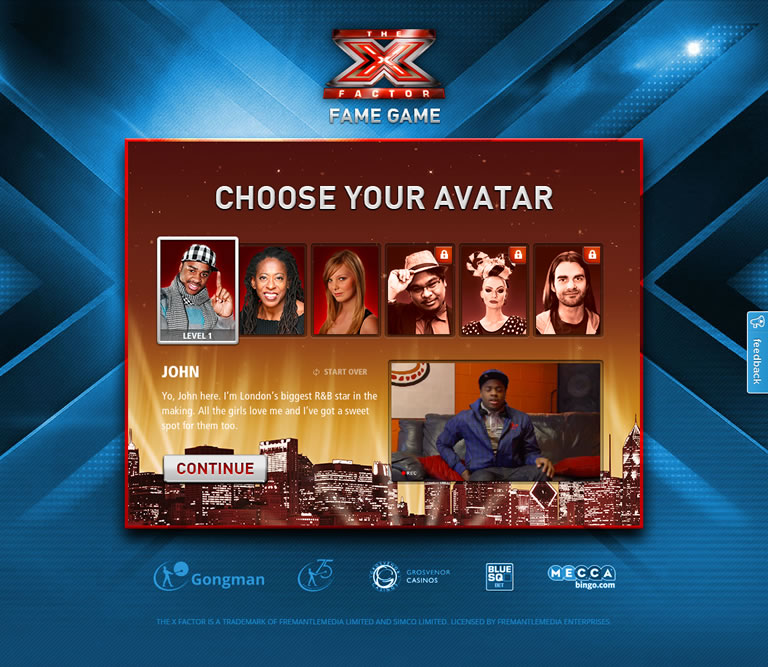 THE
X
FACTOR
FAME GAME
CHOOSE YOUR AVATAR
LEVEL 1
JOHN
START OVER
Yo, John here. I'm London's biggest R&B star in the
making. All the girls love me and I've got a sweet
spot for them too.
REC
CONTINUE
feedback
Gongman
75
GROSVENOR
CASINOS
BLUE
SQ
BET
MECCA
bingo.com
THE X FACTOR IS A TRADEMARK OF FREMANTLEMEDIA LIMITED AND SIMCO LIMITED. LICENSED BY FREMANTLEMEDIA ENTERPRISES.